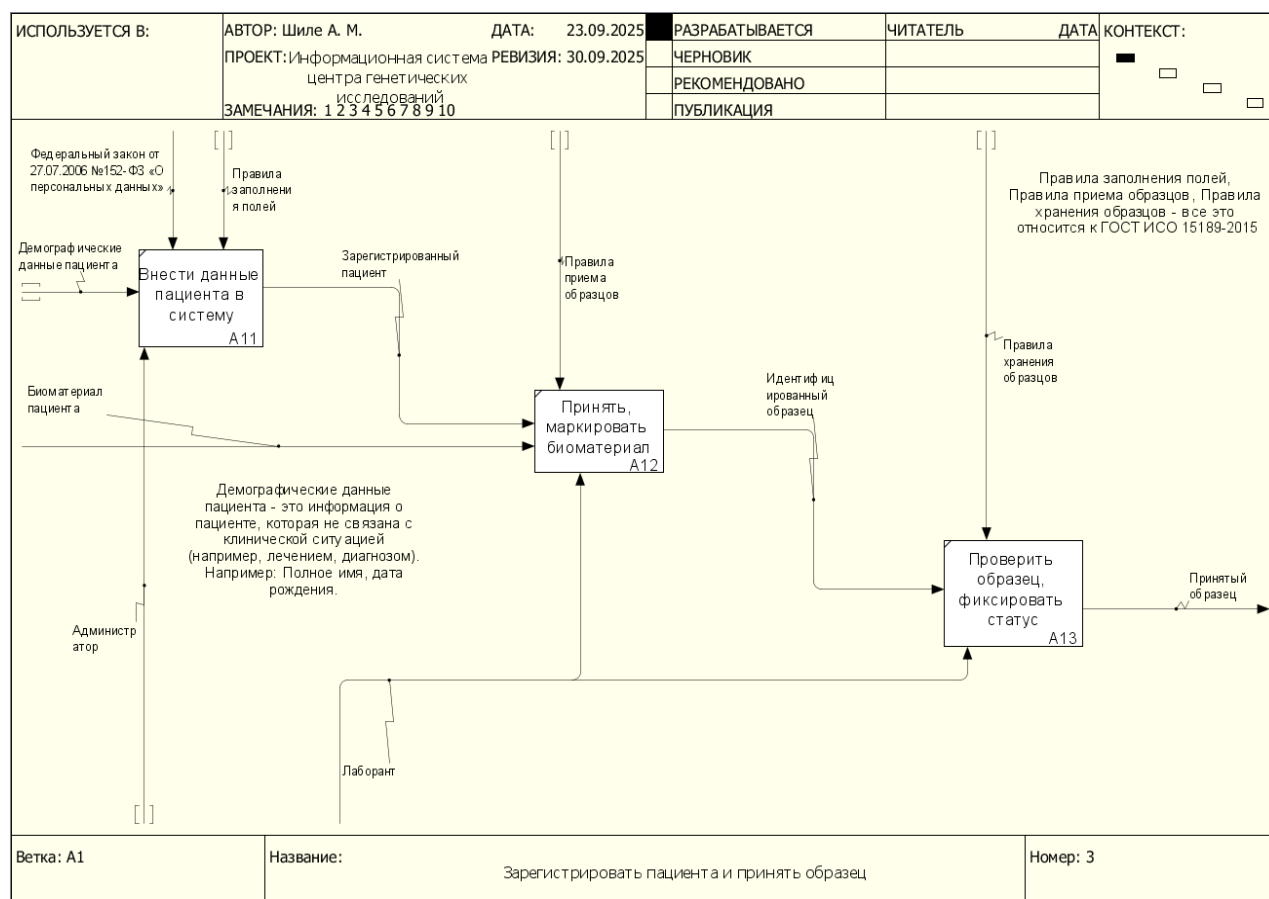 ИСПОЛЬЗУЕТСЯ В:
АВТОР: Шиле А. М.
ДАТА: 23.09.2025
ПРОЕКТ: Информационная система
центра генетических
исследований
РЕВИЗИЯ: 30.09.2025
ЗАМЕЧАНИЯ: 1 2 3 4 5 6 7 8 9 10
РАЗРАБАТЫВАЕТСЯ
ЧЕРНОВИК
РЕКОМЕНДОВАНО
ПУБЛИКАЦИЯ
ЧИТАТЕЛЬ
ДАТА
КОНТЕКСТ:
Федеральный закон от
27.07.2006 №152-ФЗ «О
персональных данных»
Правила
заполнени
я полей
Правила заполнения полей,
Правила приема образцов, Правила
хранения образцов - все это
относится к ГОСТ ИСО 15189-2015
Демографические
данные пациента
Внести данные
пациента в
систему
A11
Зарегистрированный
пациент
Правила
приема
образцов
Правила
хранения
образцов
Биоматериал
пациента
Идентифиц
ированный
образец
Принять,
маркировать
биоматериал
A12
Демографические данные
пациента - это информация о
пациенте, которая не связана с
клинической ситуацией
(например, лечением, диагнозом).
Например: Полное имя, дата
рождения.
Проверить
образец,
фиксировать
статус
A13
Принятый
образец
Администр
атор
Лаборант
Ветка: A1
Название:
Зарегистрировать пациента и принять образец
Номер: 3